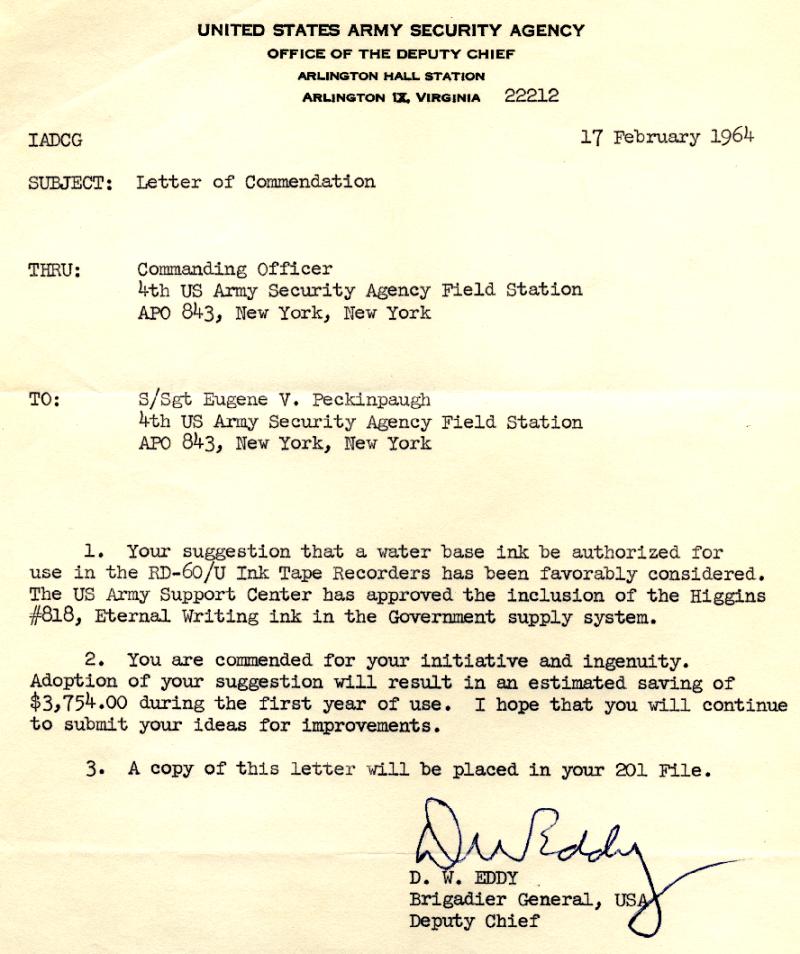 UNITED STATES ARMY SECURITY AGENCY
OFFICE OF THE DEPUTY CHIEF
ARLINGTON HALL STATION
ARLINGTON VIRGINIA 22212
IADCG 17 February 1964
SUBJECT: Letter of Commendation
THRU: Commanding Officer
4th US Army Security Agency Field Station
APO 843, New York, New York
TO: S/Sgt Eugene V. Peckinpaugh
4th US Army Security Agency Field Station
APO 843, New York, New York
1. Your suggestion that a water base ink be authorized for
use in the RD-60/U Ink Tape Recorders has been favorably considered.
The US Army Support Center has approved the inclusion of the Higgins
#818, Eternal Writing ink in the Government supply system.
2. You are commended for your initiative and ingenuity.
Adoption of your suggestion will result in an estimated saving of
$3,754.00 during the first year of use. I hope that you will continue
to submit your ideas for improvements.
3. A copy of this letter will be placed in your 201 File.
D W Eddy
D. W. EDDY
Brigadier General, USA
Deputy Chief